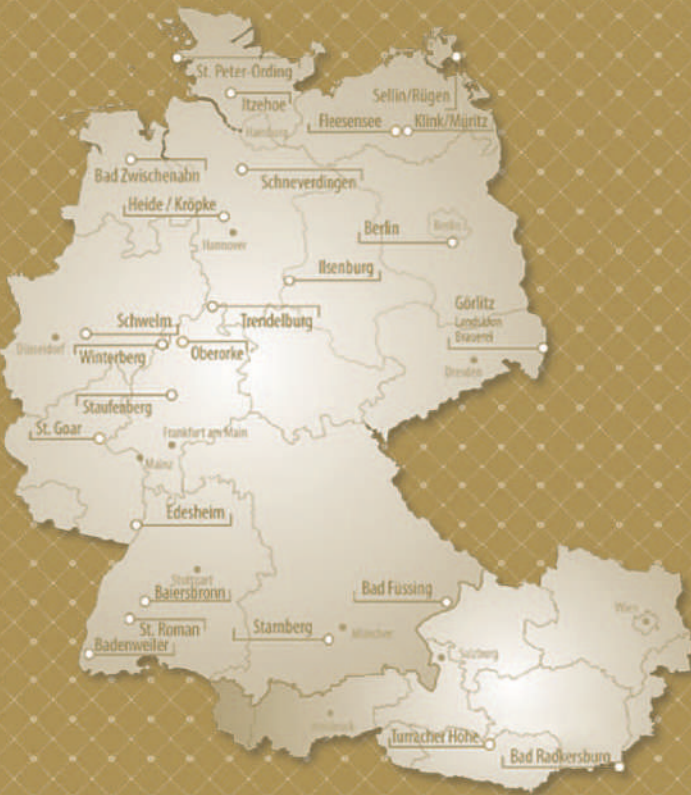 St. Peter-Ording
Itzehoe
Sellin/Rügen
Hamburg
Fleesensee
Klink/Müritz
Bad Zwischenahn
Schneverdingen
Heide / Kröpke
Hannover
Berlin
Berlin
Ilsenburg
Görlitz
Landskron
Brauerei
Schwelm
Trendelburg
Düsseldorf
Winterberg
Oberorke
Dresden
Staufenberg
St. Goar
Frankfurt am Main
Mainz
Edesheim
Stuttgart
Baiersbronn
Bad Füssing
St. Roman
Starnberg
München
Wien
Badenweiler
Salzburg
Innsbruck
Turracher Höhe
Bad Radkersburg